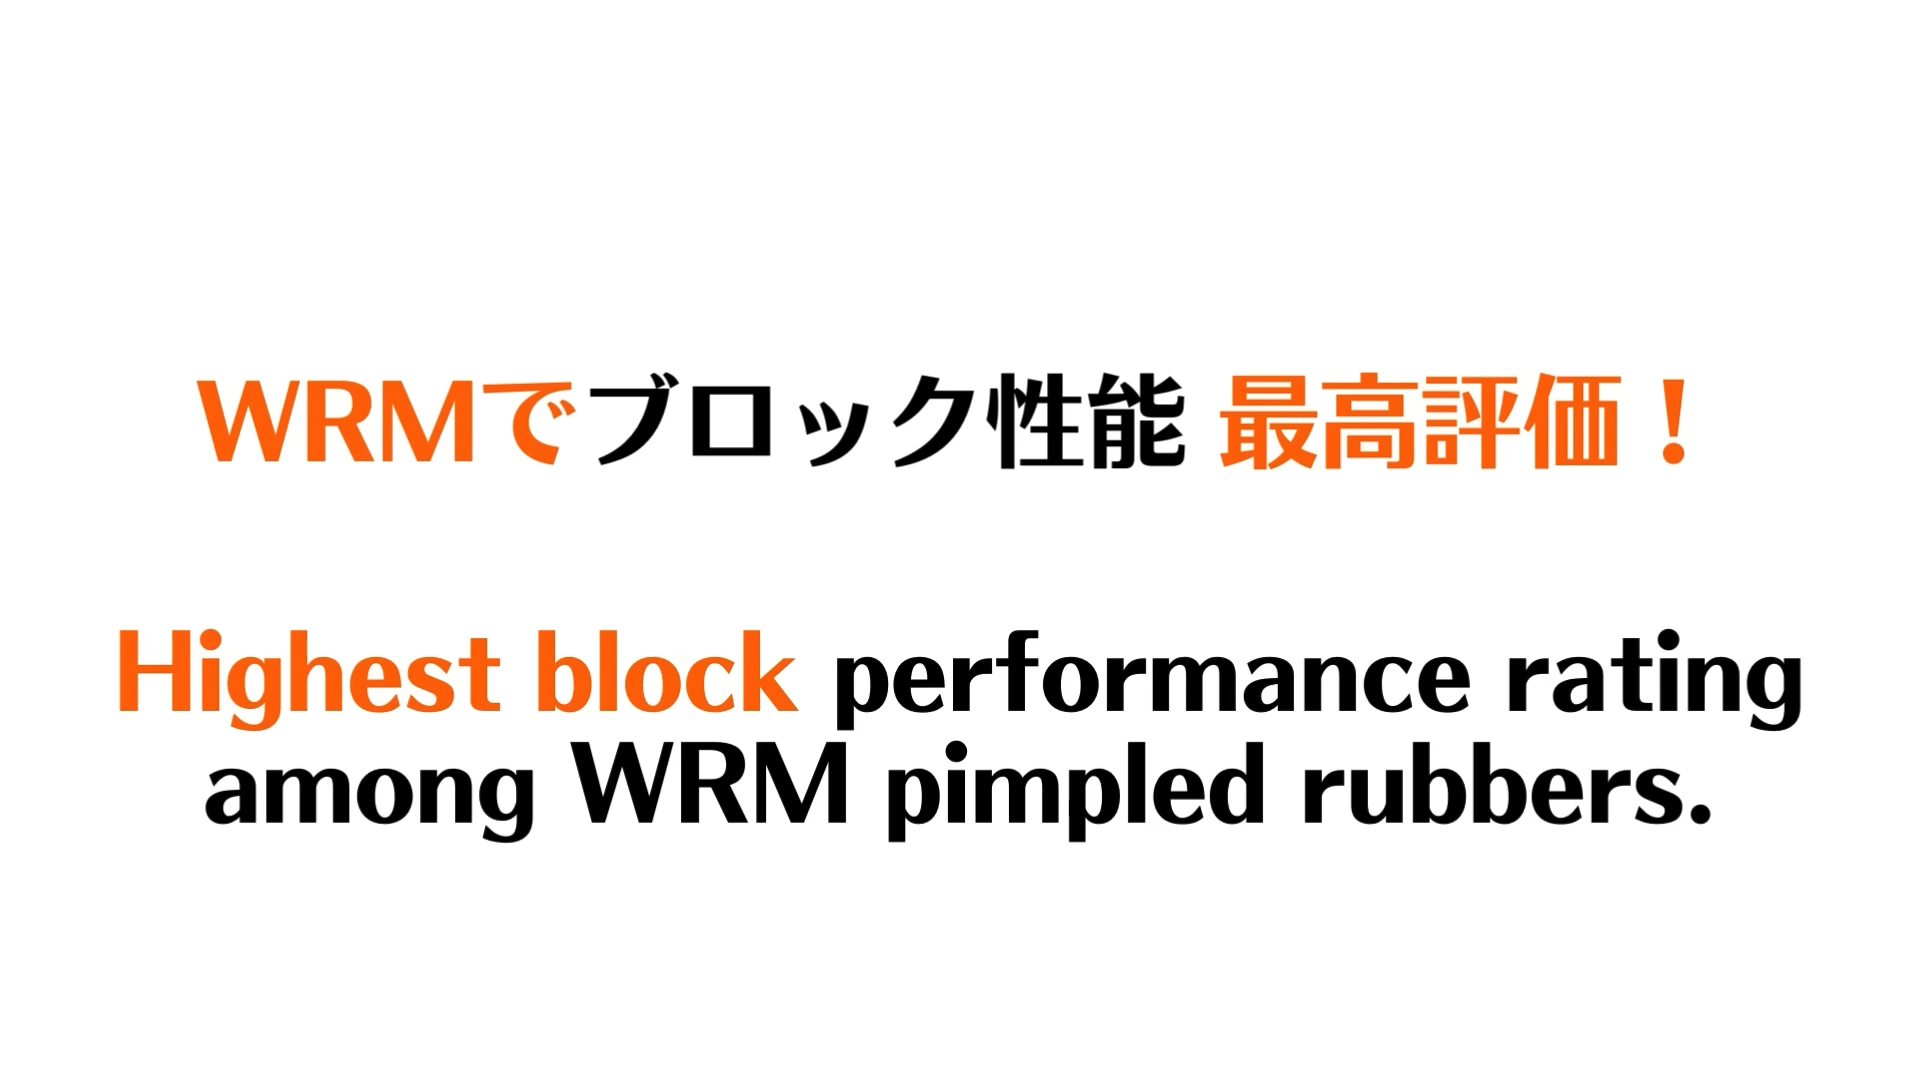 WRMでブロック性能 最高評価！
Highest block performance rating
among WRM pimpled rubbers.